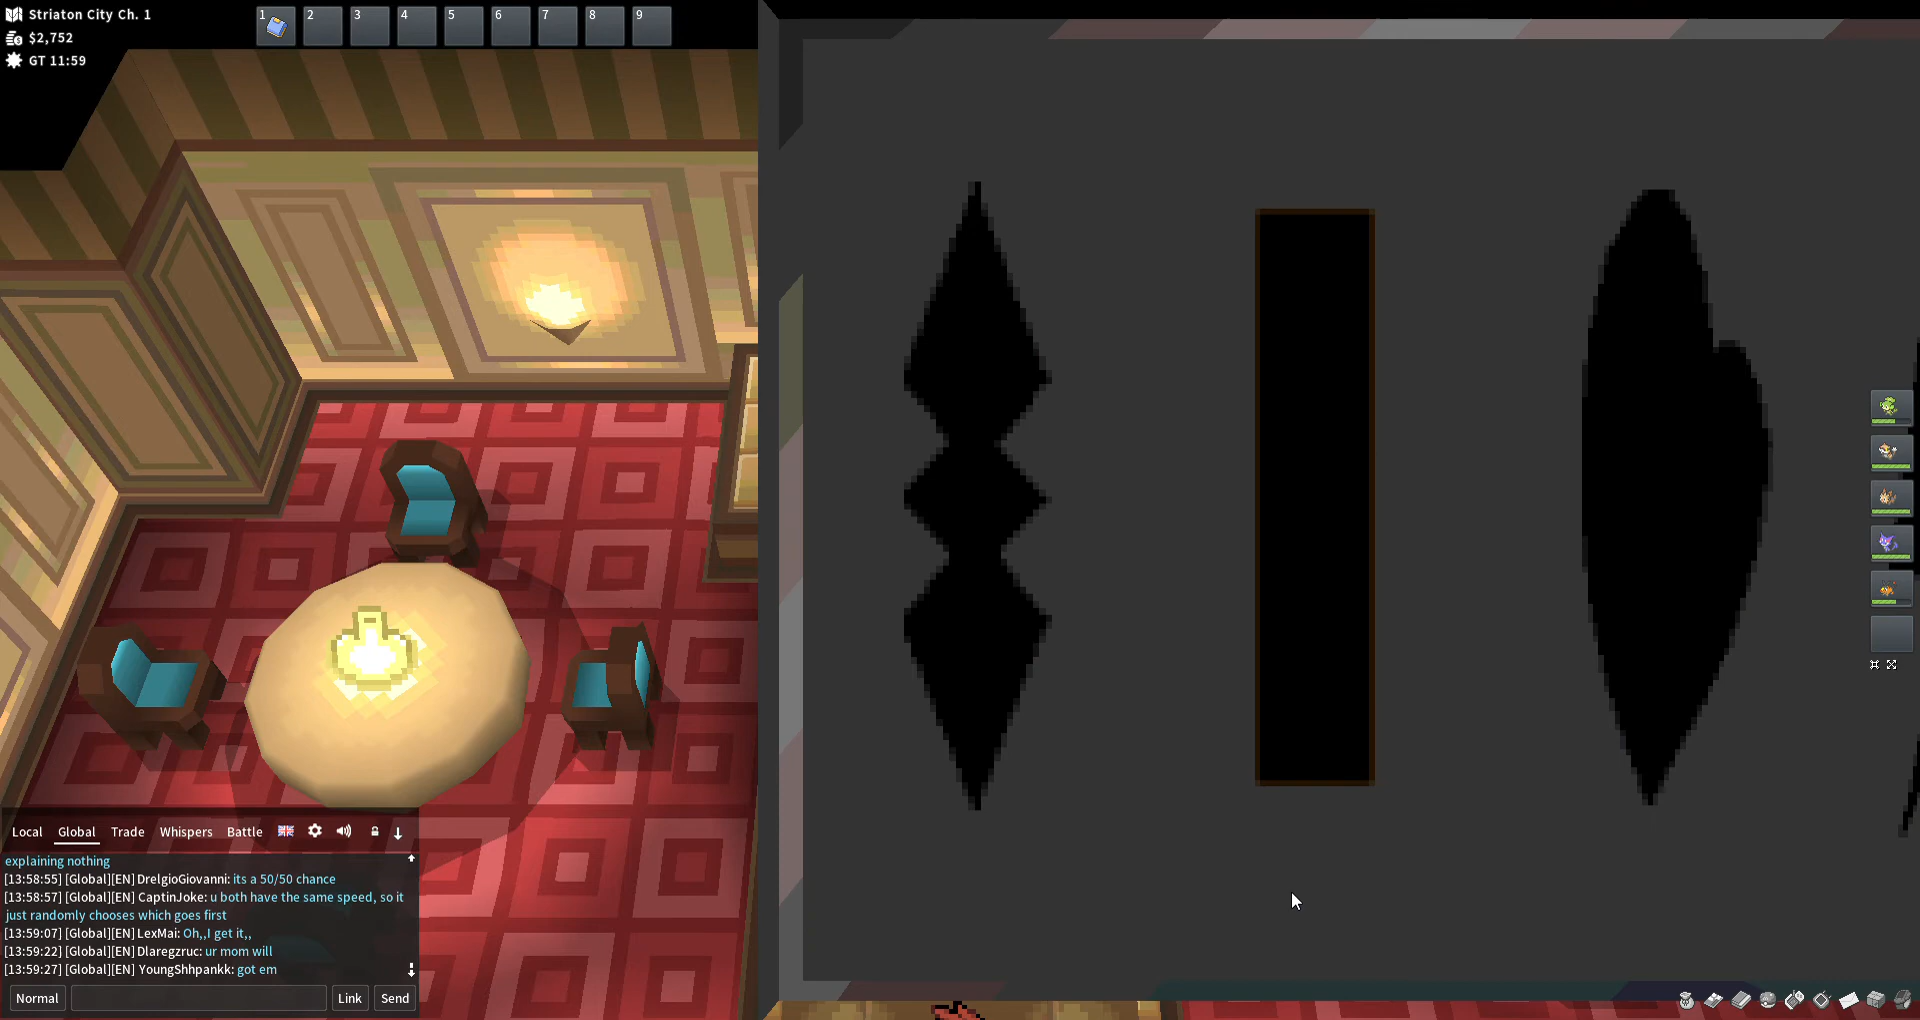 Striaton City Ch. 1
$2,752
GT 11:59
1 2 3 4 5 6 7 8 9
Local Global Trade Whispers Battle
explaining nothing
[13:58:55] [Global][EN] DrelgioGiovanni: its a 50/50 chance
[13:58:57] [Global][EN] CaptinJoke: u both have the same speed, so it
just randomly chooses which goes first
[13:59:07] [Global][EN] LexMai: Oh,,I get it,,
[13:59:22] [Global][EN] Dlaregzruc: ur mom will
[13:59:27] [Global][EN] YoungShhpankk: got em
Normal Link Send